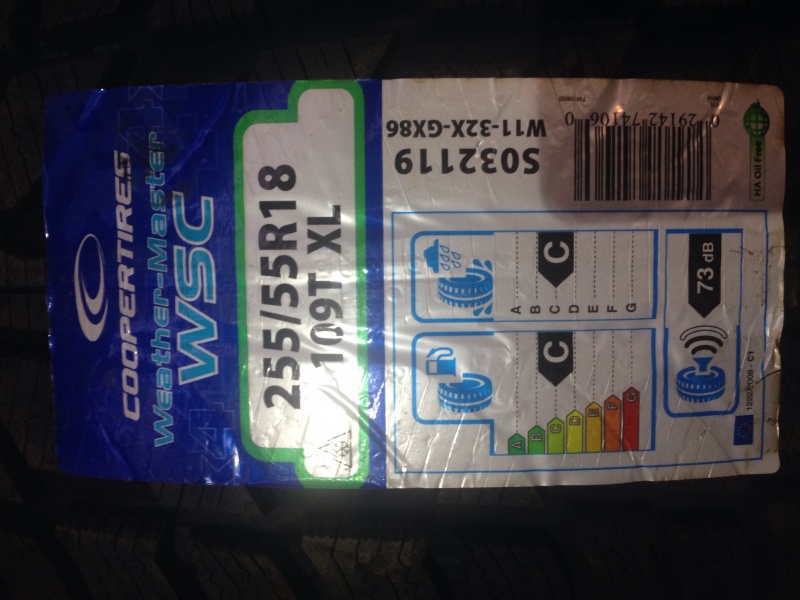 COOPERTIRES
Weather-Master
WSC
255/55R18
109T XL
S032119
W11-32X-GX86
0 29142 74106 0
HA Oil Free
A
B
C
D
E
F
G
C
A
B
C
D
E
F
G
C
73 dB
1222/2009 - C1